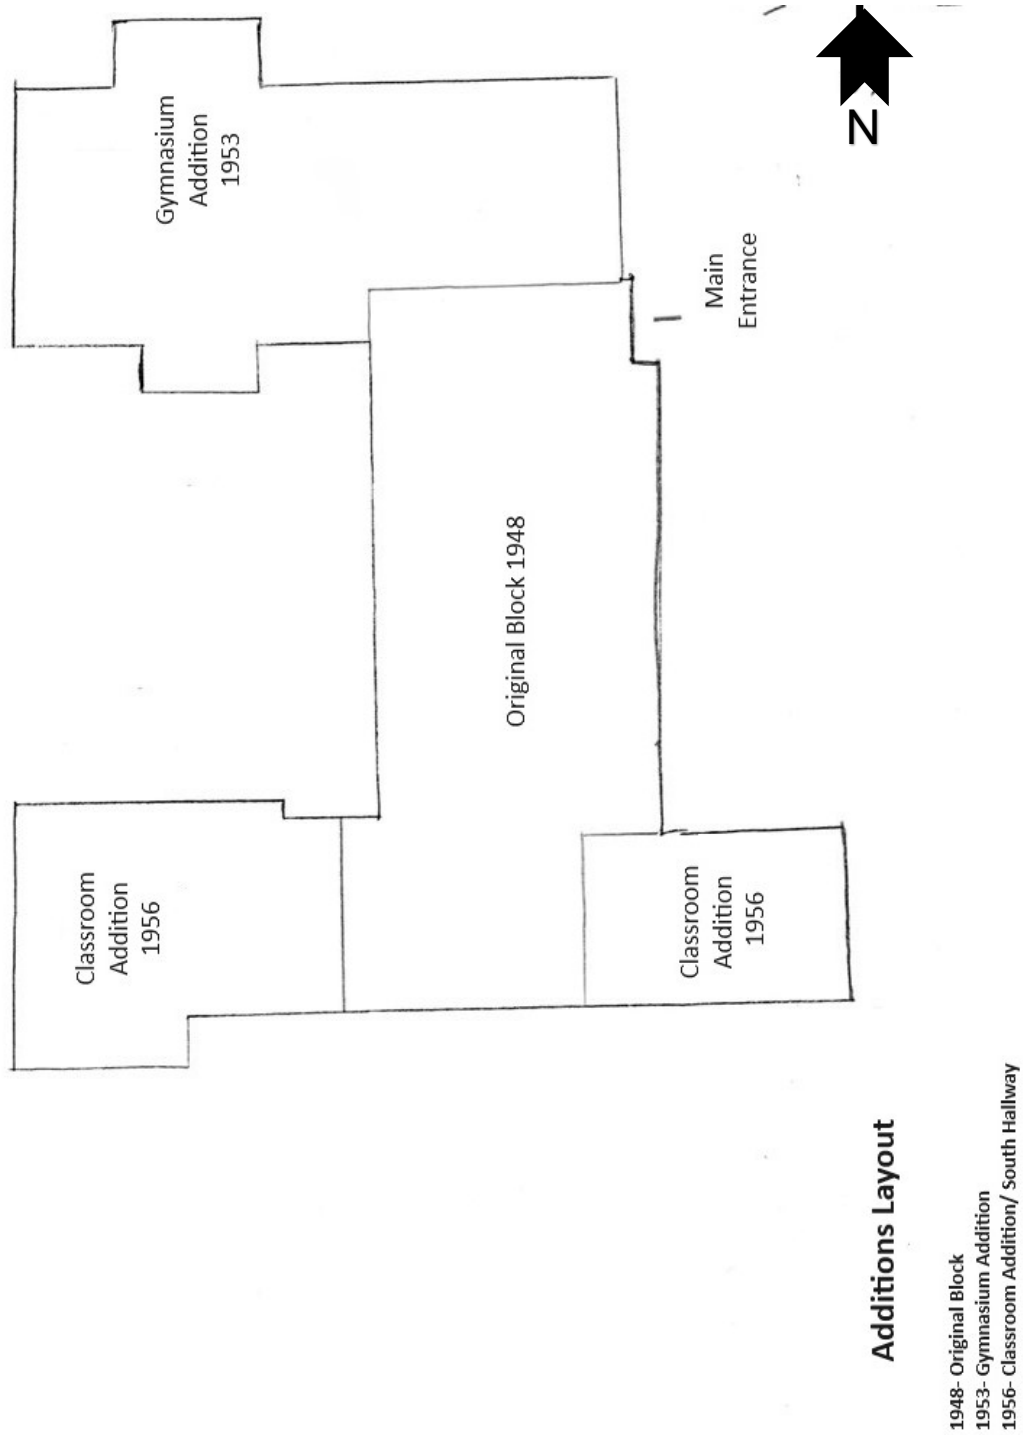 Gymnasium
Addition
1953
N
Main
Entrance
Original Block 1948
Classroom
Addition
1956
Classroom
Addition
1956
Additions Layout
1948- Original Block
1953- Gymnasium Addition
1956- Classroom Addition/ South Hallway